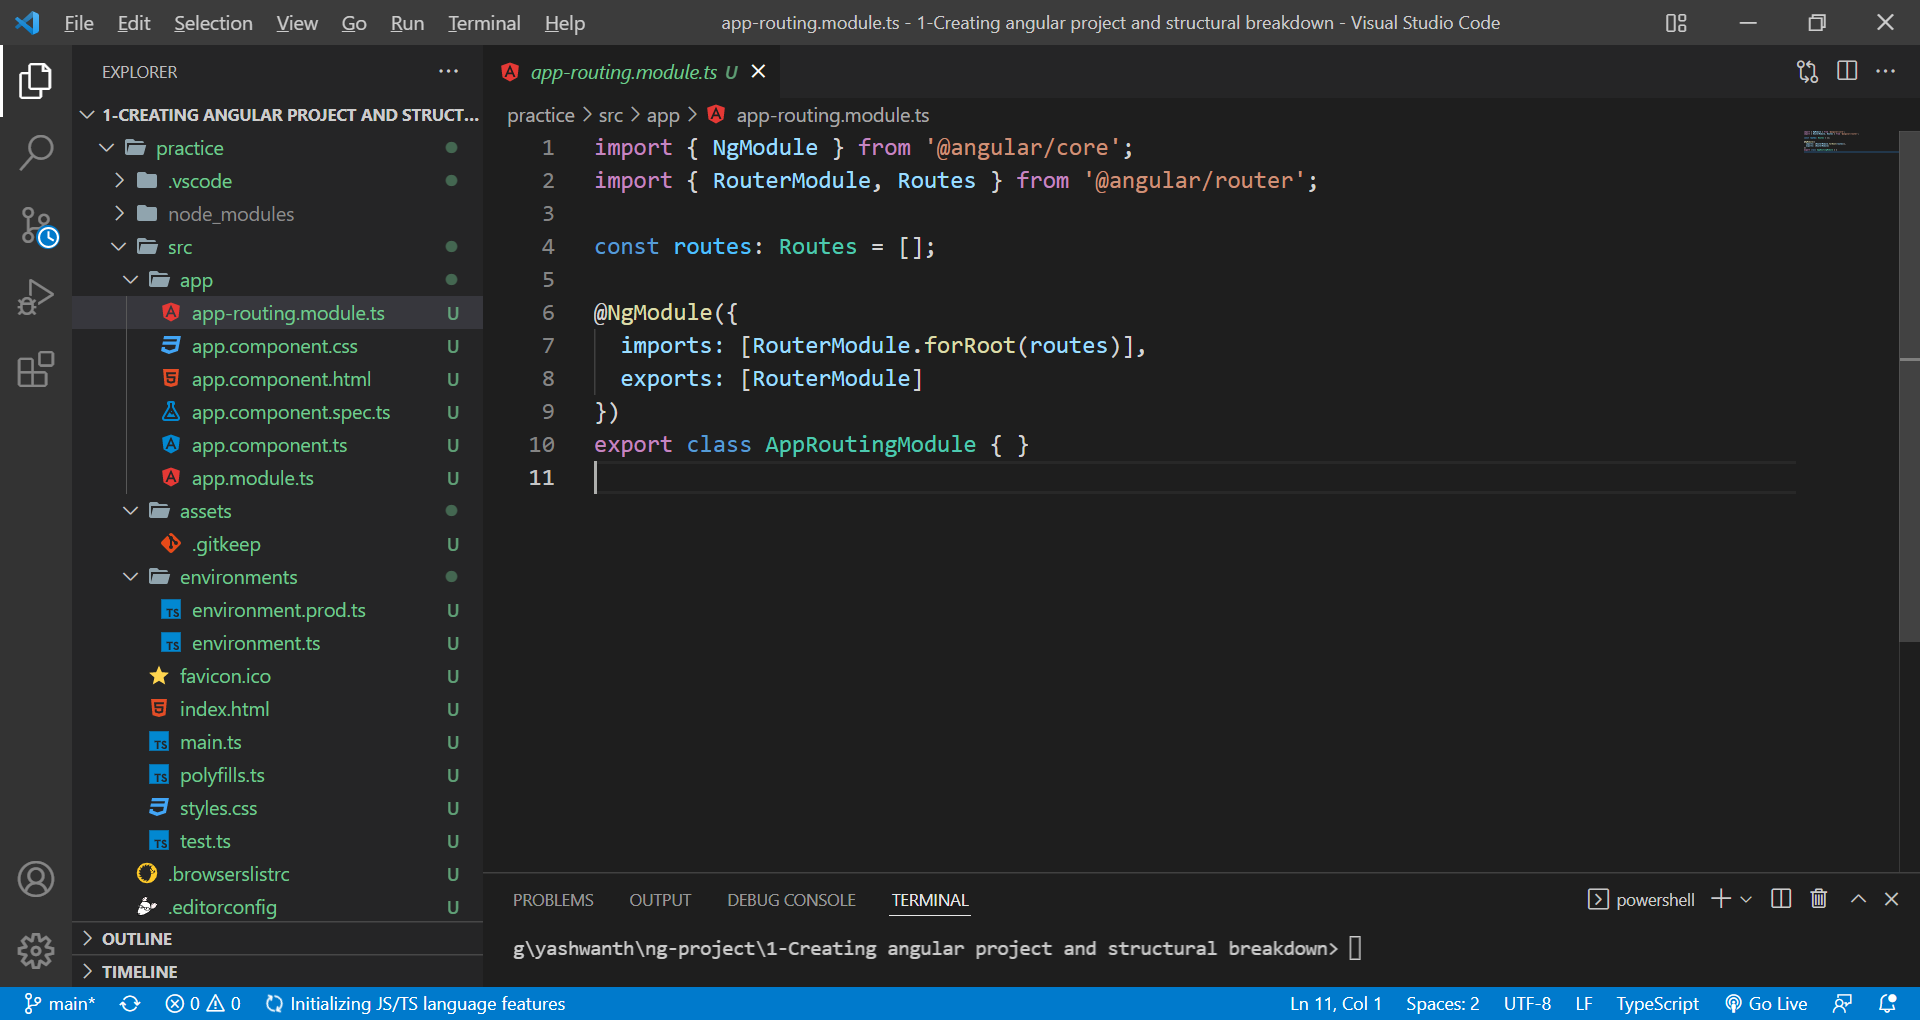 File Edit Selection View Go Run Terminal Help
app-routing.module.ts - 1-Creating angular project and structural breakdown - Visual Studio Code
EXPLORER
1-CREATING ANGULAR PROJECT AND STRUCT...
practice
.vscode
node_modules
src
app
app-routing.module.ts U
app.component.css U
app.component.html U
app.component.spec.ts U
app.component.ts U
app.module.ts U
assets
.gitkeep U
environments
environment.prod.ts U
environment.ts U
favicon.ico U
index.html U
main.ts U
polyfills.ts U
styles.css U
test.ts U
.browserslistrc U
.editorconfig U
OUTLINE
TIMELINE
app-routing.module.ts U
practice > src > app > app-routing.module.ts
1 import { NgModule } from '@angular/core';
2 import { RouterModule, Routes } from '@angular/router';
3
4 const routes: Routes = [];
5
6 @NgModule({
7 imports: [RouterModule.forRoot(routes)],
8 exports: [RouterModule]
9 })
10 export class AppRoutingModule { }
11
PROBLEMS OUTPUT DEBUG CONSOLE TERMINAL
powershell
g\yashwanth\ng-project\1-Creating angular project and structural breakdown>
main* 0 0 Initializing JS/TS language features
Ln 11, Col 1 Spaces: 2 UTF-8 LF TypeScript Go Live